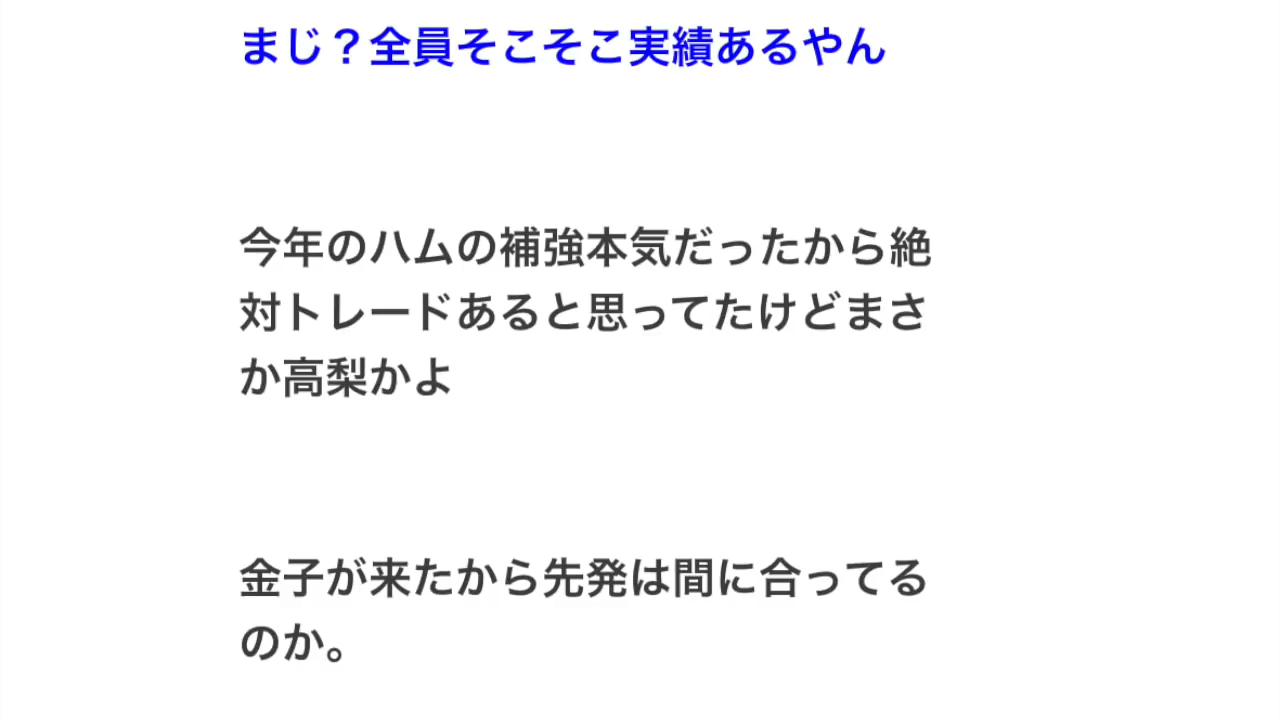 まじ？全員そこそこ実績あるやん
今年のハムの補強本気だったから絶
対トレードあると思ってたけどまさ
か高梨かよ
金子が来たから先発は間に合ってる
のか。